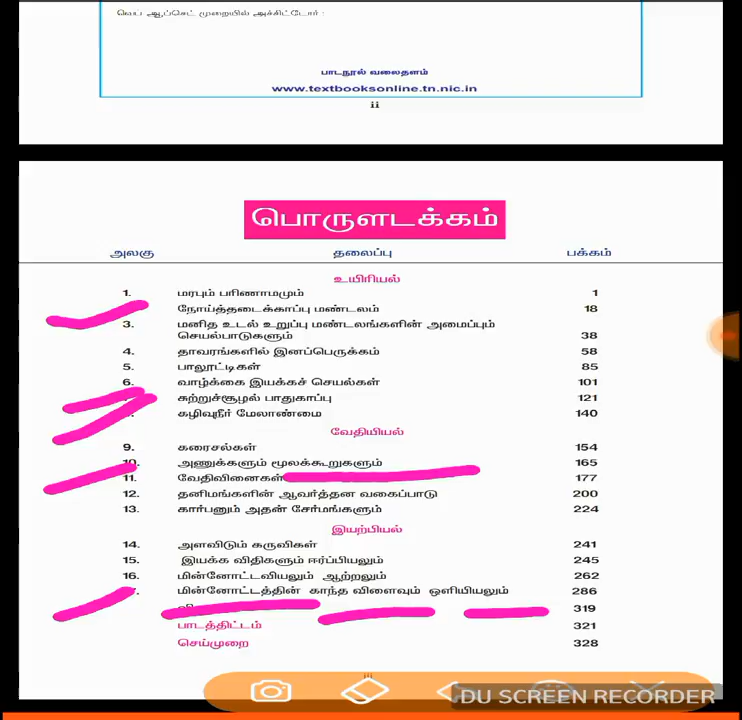 வெப் ஆப்செட் முறையில் அச்சிட்டோர் :
பாடநூல் வலைதளம்
www.textbooksonline.tn.nic.in
ii
பொருளடக்கம்
அலகு தலைப்பு பக்கம்
உயிரியல்
1. மரபும் பரிணாமமும் 1
நோய்த்தடைக்காப்பு மண்டலம் 18
3. மனித உடல் உறுப்பு மண்டலங்களின் அமைப்பும்
செயல்பாடுகளும் 38
4. தாவரங்களில் இனப்பெருக்கம் 58
5. பாலூட்டிகள் 85
6. வாழ்க்கை இயக்கச் செயல்கள் 101
சுற்றுச்சூழல் பாதுகாப்பு 121
கழிவுநீர் மேலாண்மை 140
வேதியியல்
9. கரைசல்கள் 154
10. அணுக்களும் மூலக்கூறுகளும் 165
11. வேதிவினைகள் 177
12. தனிமங்களின் ஆவர்த்தன வகைப்பாடு 200
13. கார்பனும் அதன் சேர்மங்களும் 224
இயற்பியல்
14. அளவிடும் கருவிகள் 241
15. இயக்க விதிகளும் ஈர்ப்பியலும் 245
16. மின்னோட்டவியலும் ஆற்றலும் 262
மின்னோட்டத்தின் காந்த விளைவும் ஒளியியலும் 286
319
பாடத்திட்டம் 321
செய்முறை 328
iii
DU SCREEN RECORDER